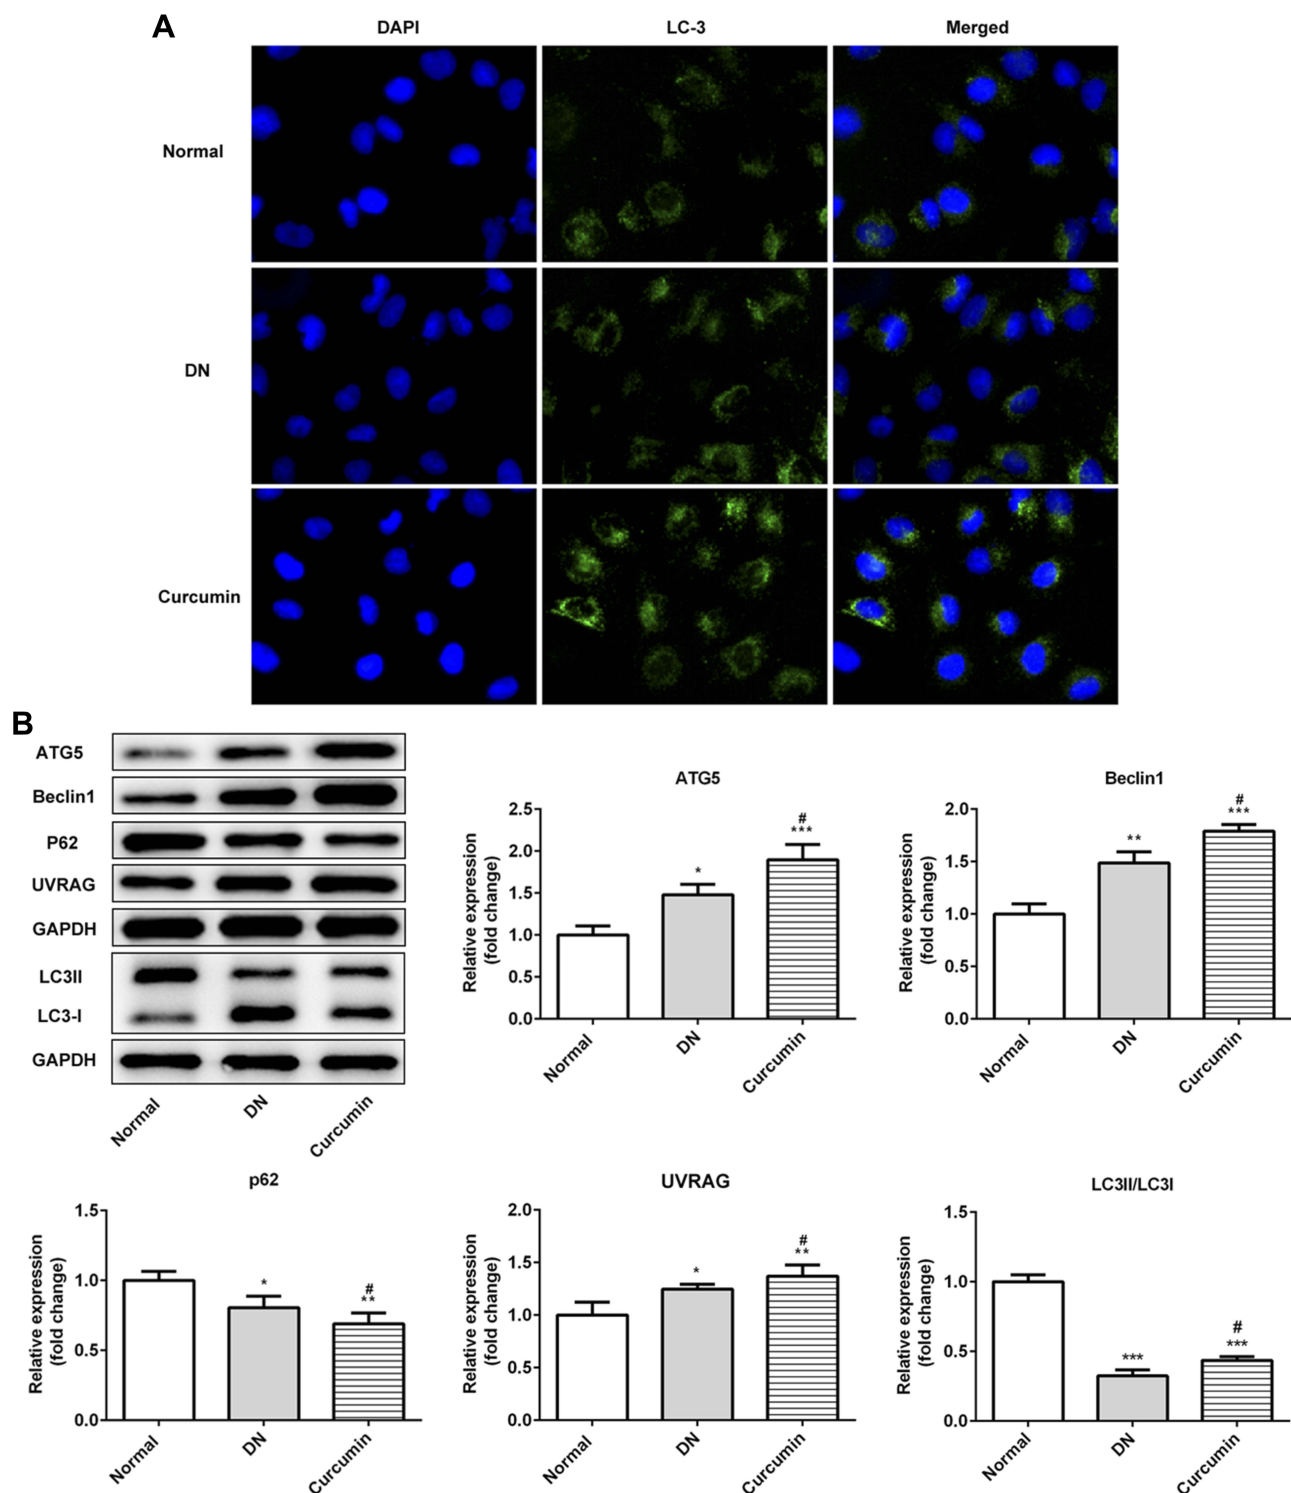 A
DAPI LC-3 Merged
Normal
DN
Curcumin
B
ATG5
Beclin1
P62
UVRAG
GAPDH
LC3II
LC3-I
GAPDH
Normal DN Curcumin
ATG5
Relative expression
(fold change)
2.5
2.0
1.5
1.0
0.5
0.0
*
#
***
Normal DN Curcumin
Beclin1
Relative expression
(fold change)
2.0
1.5
1.0
0.5
0.0
**
#
***
Normal DN Curcumin
p62
Relative expression
(fold change)
1.5
1.0
0.5
0.0
*
#
**
Normal DN Curcumin
UVRAG
Relative expression
(fold change)
2.0
1.5
1.0
0.5
0.0
*
#
**
Normal DN Curcumin
LC3II/LC3I
Relative expression
(fold change)
1.5
1.0
0.5
0.0
***
#
***
Normal DN Curcumin